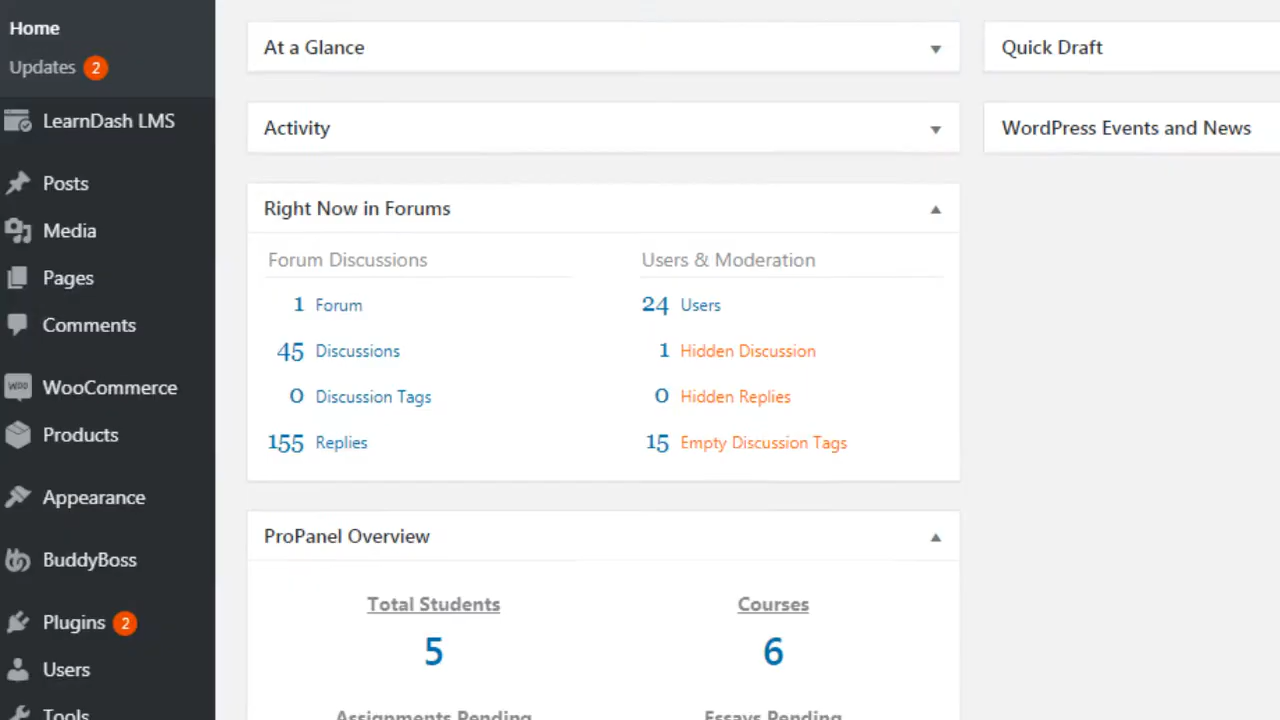 Home
Updates 2
LearnDash LMS
Posts
Media
Pages
Comments
WOO WooCommerce
Products
Appearance
BuddyBoss
Plugins 2
Users
Tools
At a Glance
Quick Draft
Activity
WordPress Events and News
Right Now in Forums
Forum Discussions
1 Forum
45 Discussions
0 Discussion Tags
155 Replies
Users & Moderation
24 Users
1 Hidden Discussion
0 Hidden Replies
15 Empty Discussion Tags
ProPanel Overview
Total Students
5
Courses
6
Assignments Pending
Essays Pending